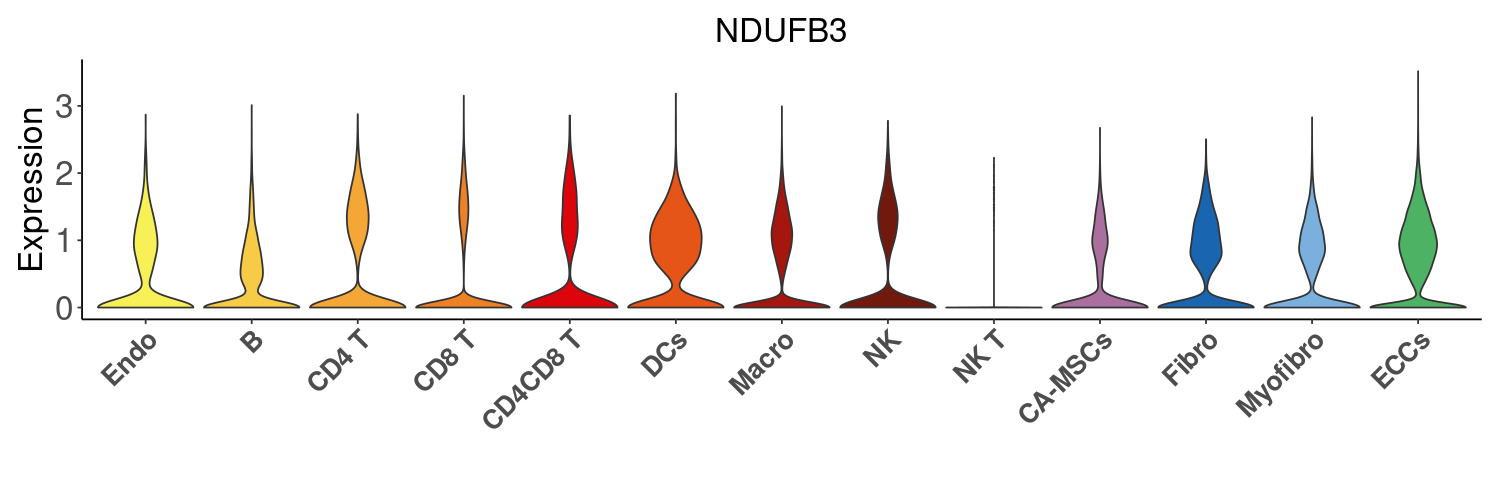 NDUFB3
Expression
3
2
1
0
Endo
B
CD4 T
CD8 T
CD4CD8 T
DCs
Macro
NK
NK T
CA-MSCs
Fibro
Myofibro
ECCs